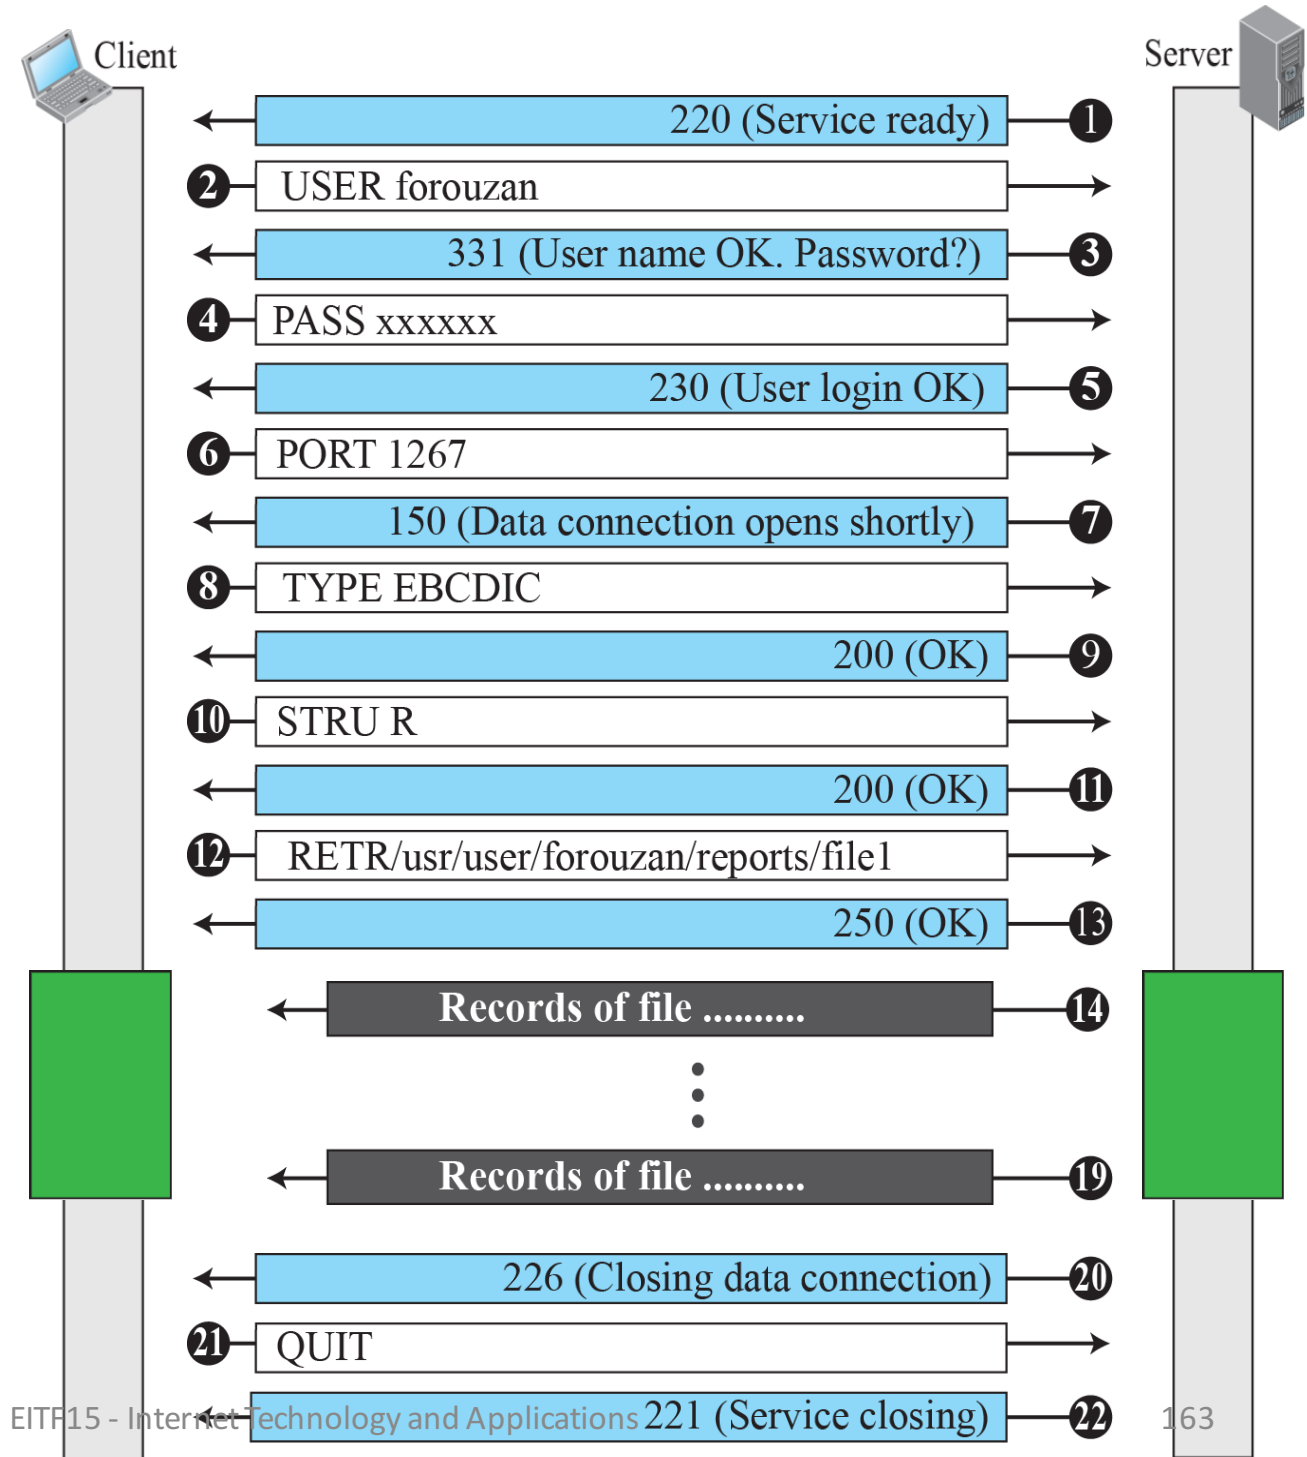 Client
Server
220 (Service ready)
1
2
USER forouzan
331 (User name OK. Password?)
3
4
PASS xxxxxx
230 (User login OK)
5
6
PORT 1267
150 (Data connection opens shortly)
7
8
TYPE EBCDIC
200 (OK)
9
10
STRU R
200 (OK)
11
12
RETR/usr/user/forouzan/reports/file1
250 (OK)
13
Records of file ..........
14
Records of file ..........
19
226 (Closing data connection)
20
21
QUIT
221 (Service closing)
22
EITF15 - Internet Technology and Applications
163